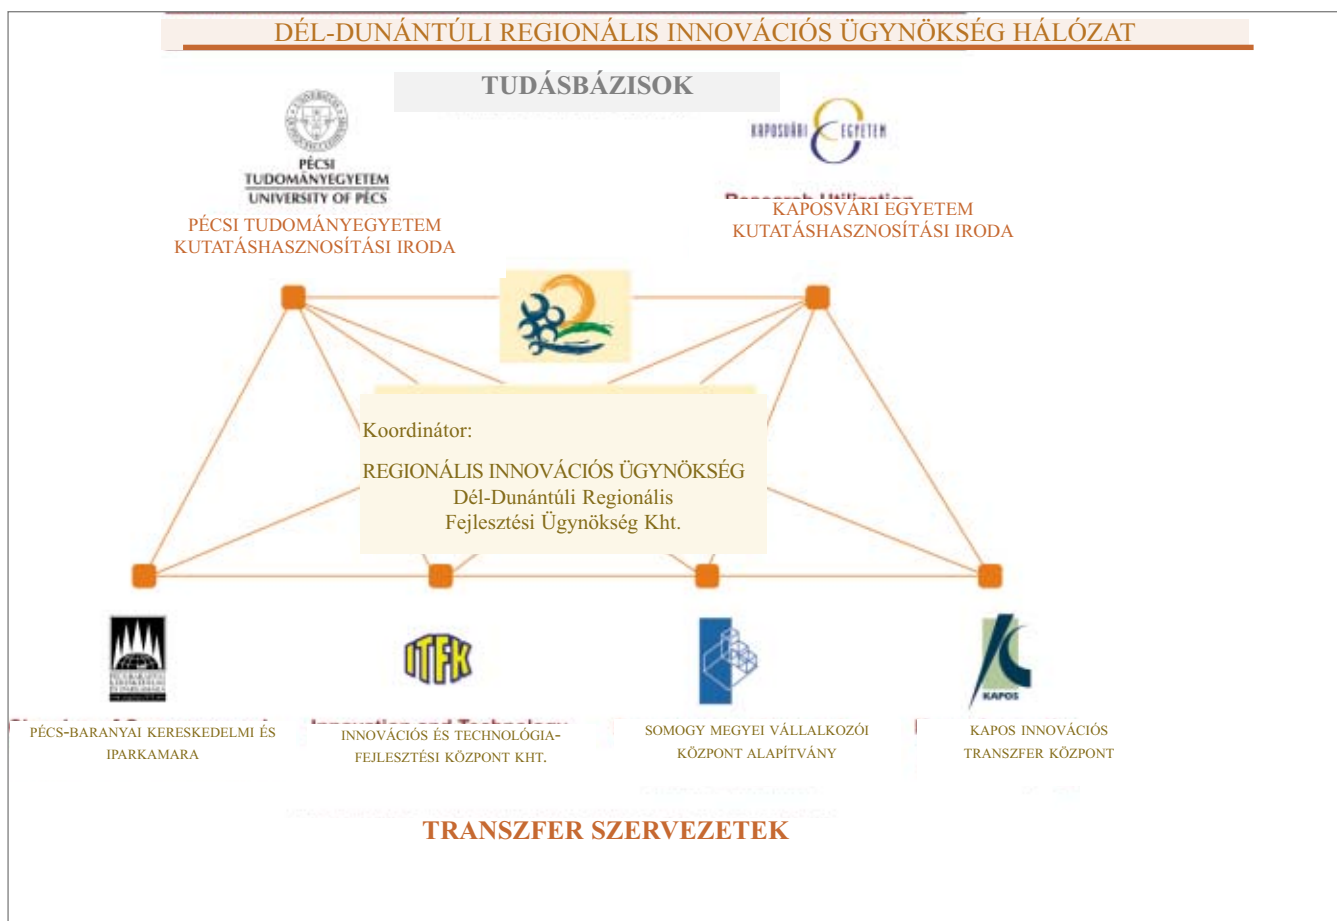 DÉL-DUNÁNTÚLI REGIONÁLIS INNOVÁCIÓS ÜGYNÖKSÉG HÁLÓZAT
TUDÁSBÁZISOK
PÉCSI
TUDOMÁNYEGYETEM
UNIVERSITY OF PÉCS
PÉCSI TUDOMÁNYEGYETEM
KUTATÁSHASZNOSÍTÁSI IRODA
KAPOSVÁRI EGYETEM
KAPOSVÁRI EGYETEM
KUTATÁSHASZNOSÍTÁSI IRODA
Koordinátor:
REGIONÁLIS INNOVÁCIÓS ÜGYNÖKSÉG
Dél-Dunántúli Regionális
Fejlesztési Ügynökség Kht.
ITFK
KAPOS
PÉCS-BARANYAI KERESKEDELMI ÉS
IPARKAMARA
INNOVÁCIÓS ÉS TECHNOLÓGIA-
FEJLESZTÉSI KÖZPONT KHT.
SOMOGY MEGYEI VÁLLALKOZÓI
KÖZPONT ALAPÍTVÁNY
KAPOS INNOVÁCIÓS
TRANSZFER KÖZPONT
TRANSZFER SZERVEZETEK